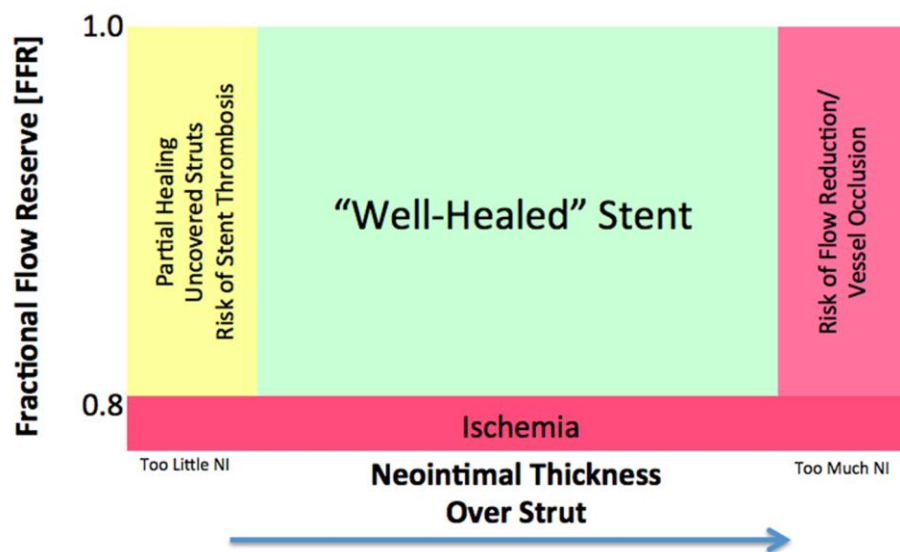 Fractional Flow Reserve [FFR]
1.0
0.8
Partial Healing
Uncovered Struts
Risk of Stent Thrombosis
“Well-Healed” Stent
Risk of Flow Reduction/
Vessel Occlusion
Ischemia
Too Little NI
Neointimal Thickness
Over Strut
Too Much NI